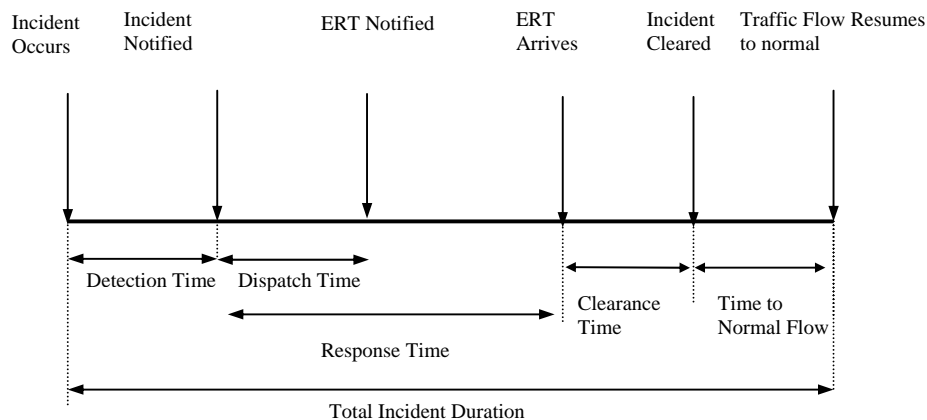 Incident
Occurs
Incident
Notified
ERT Notified
ERT
Arrives
Incident
Cleared
Traffic Flow Resumes
to normal
Detection Time
Dispatch Time
Clearance
Time
Time to
Normal Flow
Response Time
Total Incident Duration